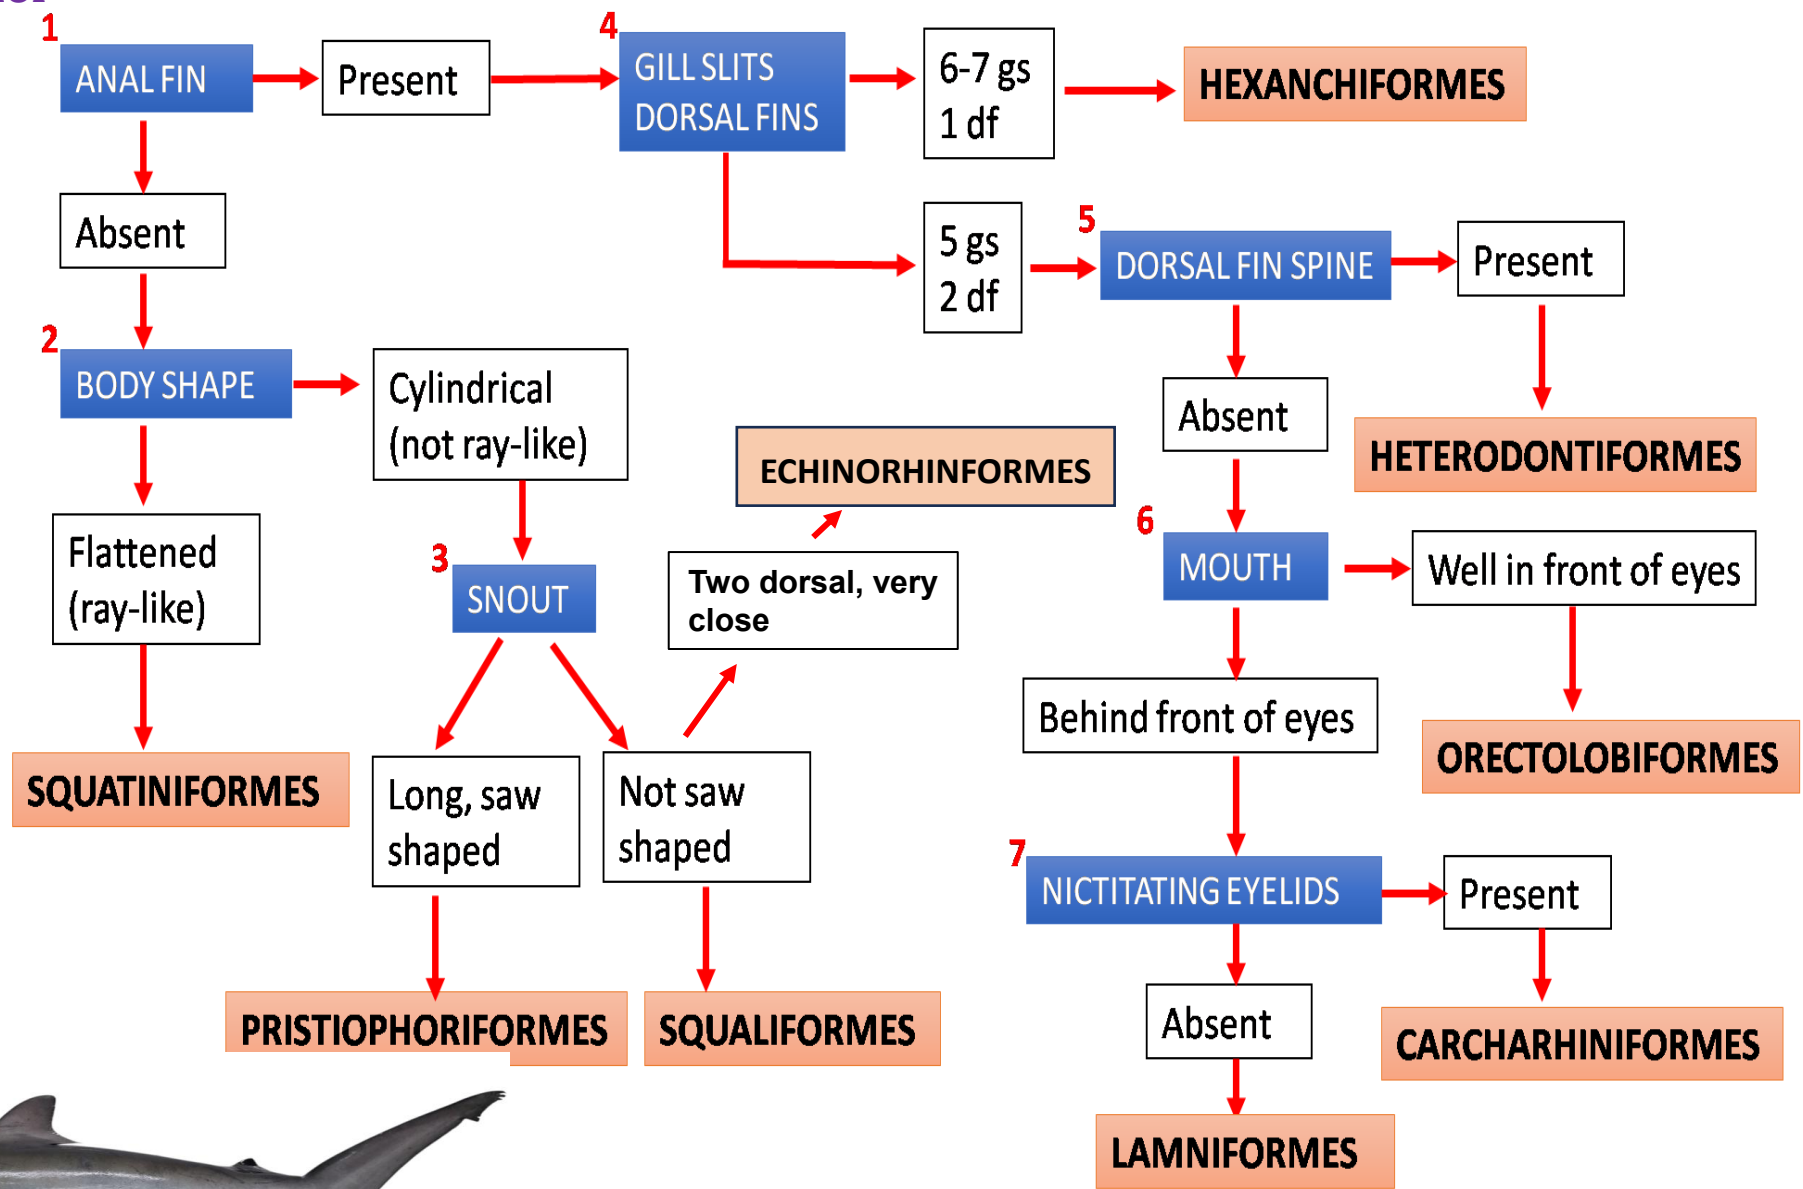 1
ANAL FIN
Present
4
GILL SLITS
DORSAL FINS
6-7 gs
1 df
HEXANCHIFORMES
Absent
5 gs
2 df
5
DORSAL FIN SPINE
Present
2
BODY SHAPE
Cylindrical
(not ray-like)
Absent
HETERODONTIFORMES
ECHINORHINFORMES
Flattened
(ray-like)
3
SNOUT
Two dorsal, very
close
6
MOUTH
Well in front of eyes
Behind front of eyes
SQUATINIFORMES
Long, saw
shaped
Not saw
shaped
ORECTOLOBIFORMES
7
NICTITATING EYELIDS
Present
PRISTIOPHORIFORMES
SQUALIFORMES
Absent
CARCHARHINIFORMES
LAMNIFORMES